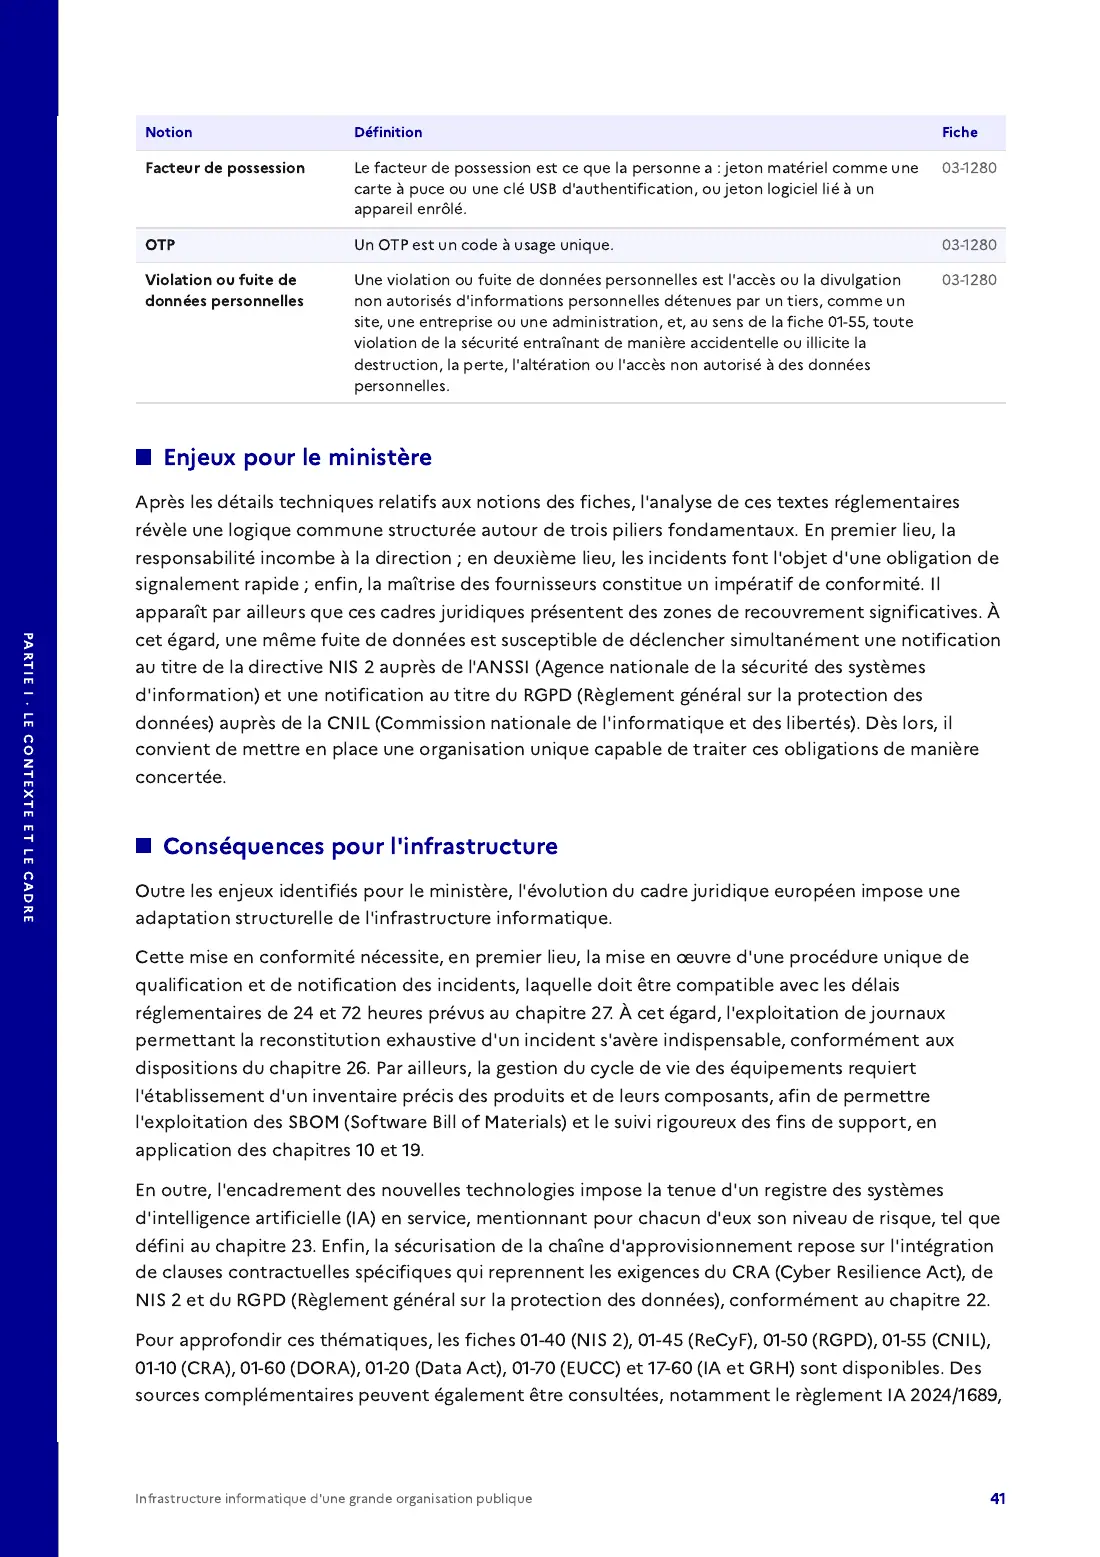 Notion Définition Fiche
Facteur de possession Le facteur de possession est ce que la personne a : jeton matériel comme une 03-1280
carte à puce ou une clé USB d'authentification, ou jeton logiciel lié à un
appareil enrôlé.
OTP Un OTP est un code à usage unique. 03-1280
Violation ou fuite de Une violation ou fuite de données personnelles est l'accès ou la divulgation 03-1280
données personnelles non autorisés d'informations personnelles détenues par un tiers, comme un
site, une entreprise ou une administration, et, au sens de la fiche 01-55, toute
violation de la sécurité entraînant de manière accidentelle ou illicite la
destruction, la perte, l'altération ou l'accès non autorisé à des données
personnelles.
Enjeux pour le ministère
Après les détails techniques relatifs aux notions des fiches, l'analyse de ces textes réglementaires
révèle une logique commune structurée autour de trois piliers fondamentaux. En premier lieu, la
responsabilité incombe à la direction ; en deuxième lieu, les incidents font l'objet d'une obligation de
signalement rapide ; enfin, la maîtrise des fournisseurs constitue un impératif de conformité. Il
apparaît par ailleurs que ces cadres juridiques présentent des zones de recouvrement significatives. À
cet égard, une même fuite de données est susceptible de déclencher simultanément une notification
au titre de la directive NIS 2 auprès de l'ANSSI (Agence nationale de la sécurité des systèmes
d'information) et une notification au titre du RGPD (Règlement général sur la protection des
données) auprès de la CNIL (Commission nationale de l'informatique et des libertés). Dès lors, il
convient de mettre en place une organisation unique capable de traiter ces obligations de manière
concertée.
Conséquences pour l'infrastructure
Outre les enjeux identifiés pour le ministère, l'évolution du cadre juridique européen impose une
adaptation structurelle de l'infrastructure informatique.
Cette mise en conformité nécessite, en premier lieu, la mise en œuvre d'une procédure unique de
qualification et de notification des incidents, laquelle doit être compatible avec les délais
réglementaires de 24 et 72 heures prévus au chapitre 27. À cet égard, l'exploitation de journaux
permettant la reconstitution exhaustive d'un incident s'avère indispensable, conformément aux
dispositions du chapitre 26. Par ailleurs, la gestion du cycle de vie des équipements requiert
l'établissement d'un inventaire précis des produits et de leurs composants, afin de permettre
l'exploitation des SBOM (Software Bill of Materials) et le suivi rigoureux des fins de support, en
application des chapitres 10 et 19.
En outre, l'encadrement des nouvelles technologies impose la tenue d'un registre des systèmes
d'intelligence artificielle (IA) en service, mentionnant pour chacun d'eux son niveau de risque, tel que
défini au chapitre 23. Enfin, la sécurisation de la chaîne d'approvisionnement repose sur l'intégration
de clauses contractuelles spécifiques qui reprennent les exigences du CRA (Cyber Resilience Act), de
NIS 2 et du RGPD (Règlement général sur la protection des données), conformément au chapitre 22.
Pour approfondir ces thématiques, les fiches 01-40 (NIS 2), 01-45 (ReCyF), 01-50 (RGPD), 01-55 (CNIL),
01-10 (CRA), 01-60 (DORA), 01-20 (Data Act), 01-70 (EUCC) et 17-60 (IA et GRH) sont disponibles. Des
sources complémentaires peuvent également être consultées, notamment le règlement IA 2024/1689,
PARTIE I · LE CONTEXTE ET LE CADRE
Infrastructure informatique d'une grande organisation publique 41